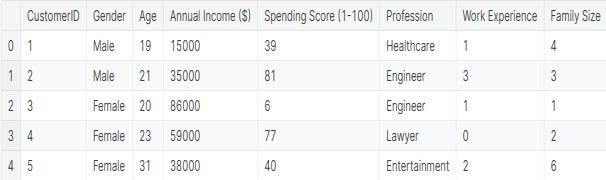 CustomerID Gender Age Annual Income ($) Spending Score (1-100) Profession Work Experience Family Size
0 1 Male 19 15000 39 Healthcare 1 4
1 2 Male 21 35000 81 Engineer 3 3
2 3 Female 20 86000 6 Engineer 1 1
3 4 Female 23 59000 77 Lawyer 0 2
4 5 Female 31 38000 40 Entertainment 2 6